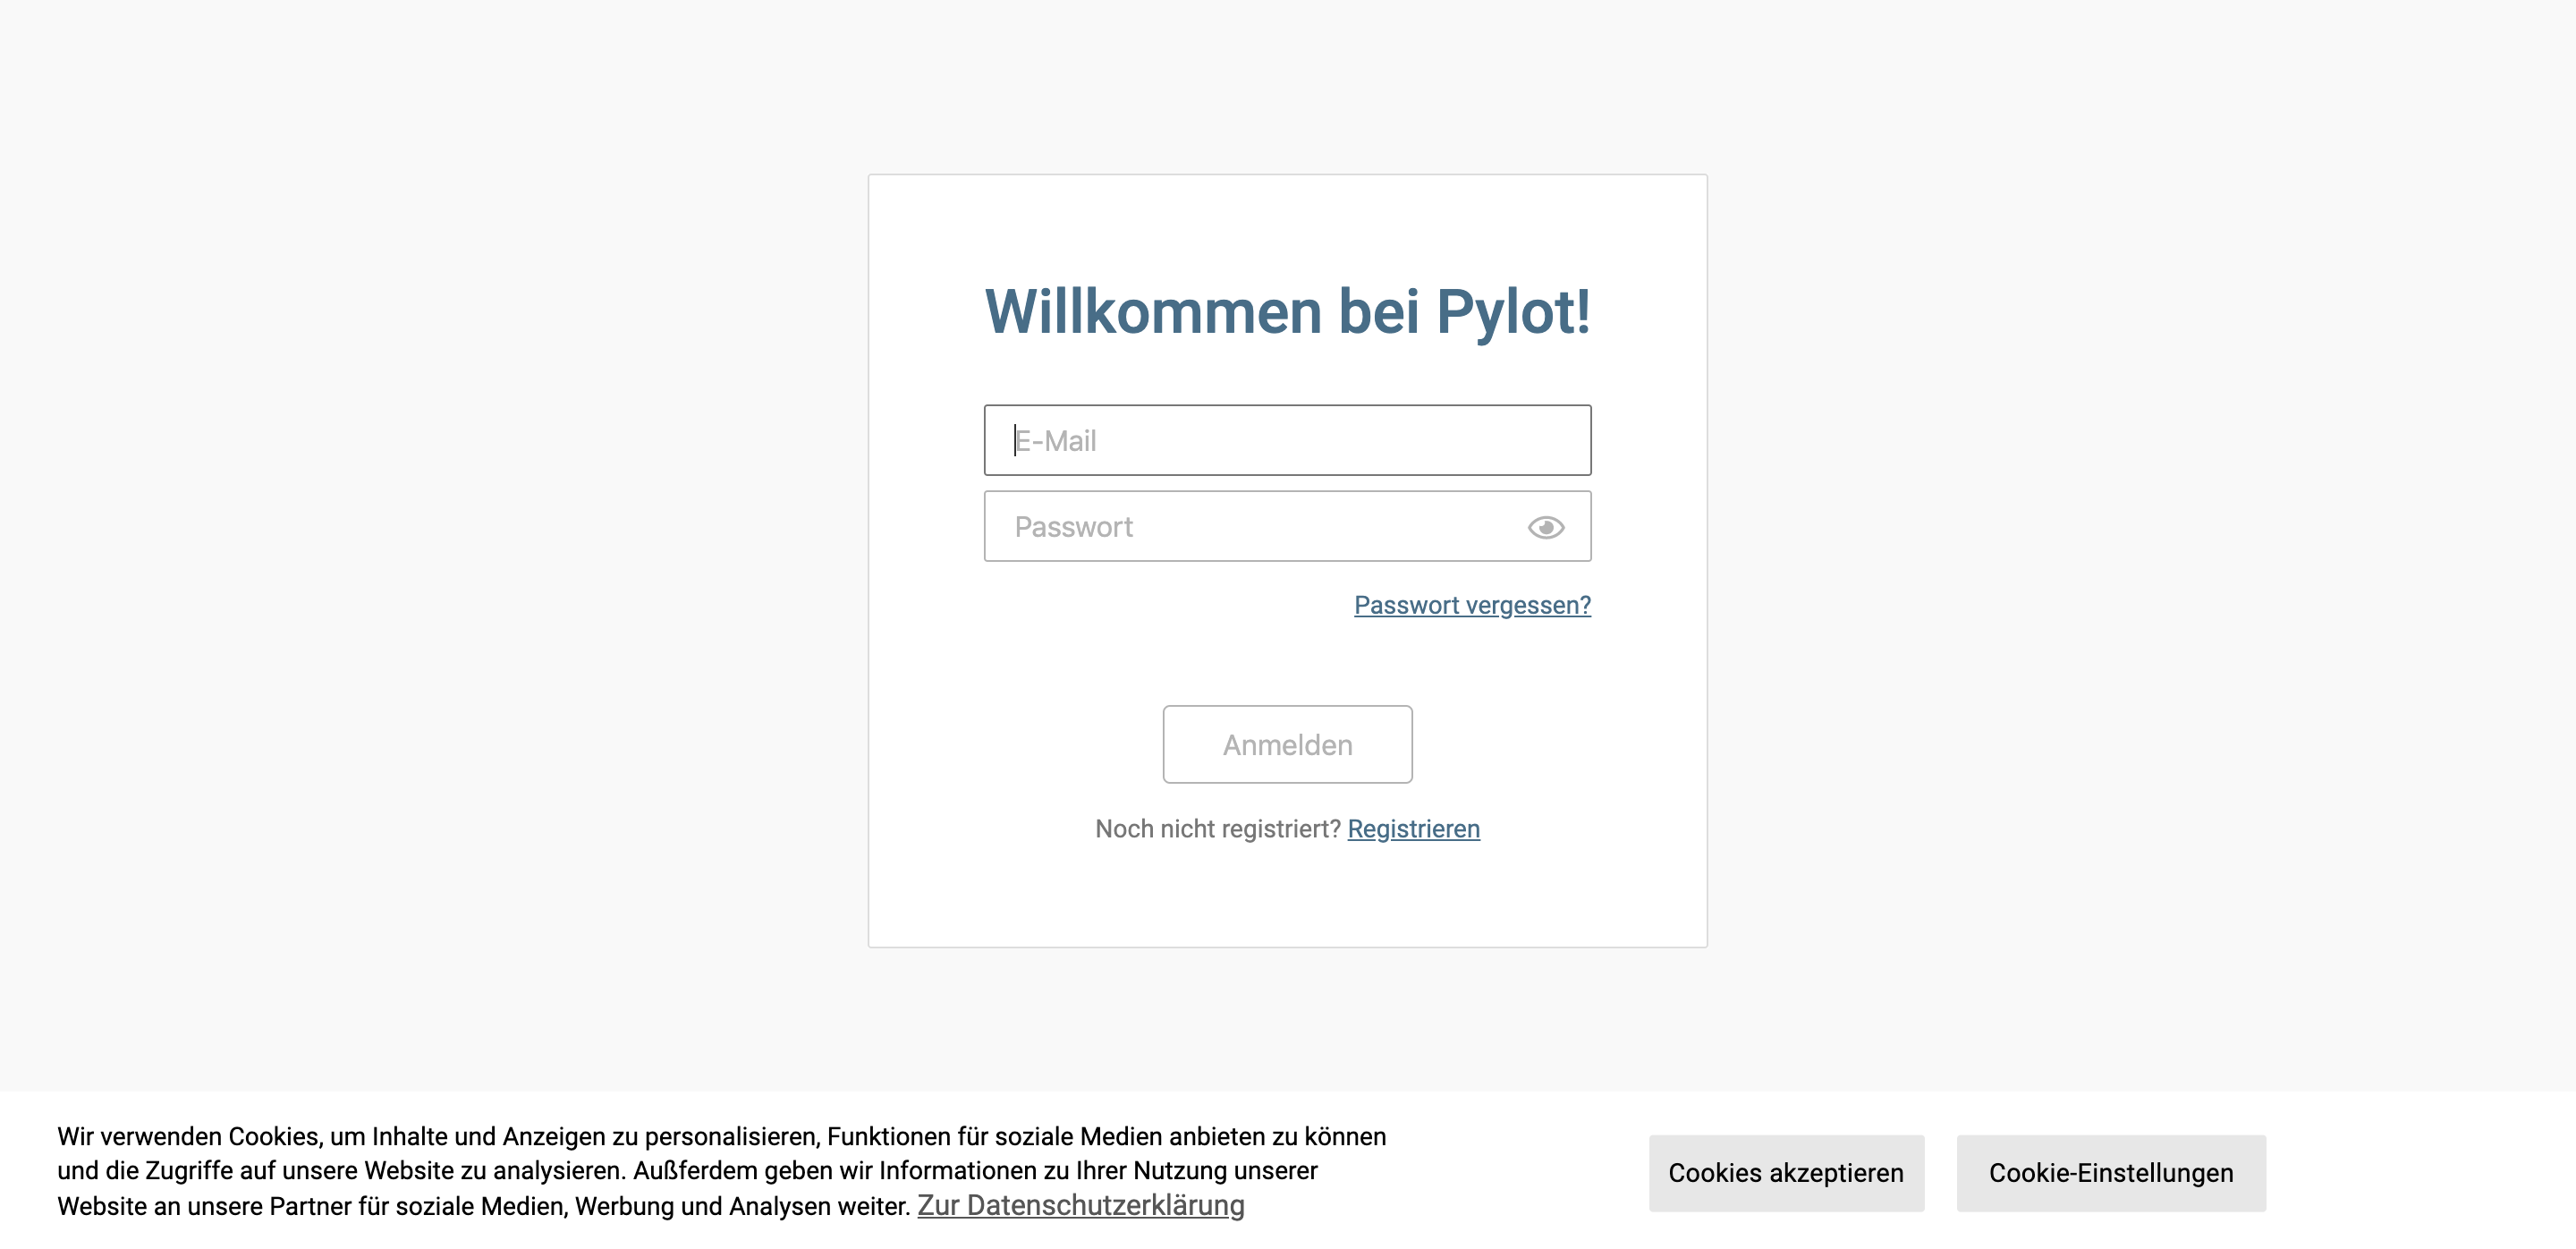 Willkommen bei Pylot!
E-Mail
Passwort
Passwort vergessen?
Anmelden
Noch nicht registriert? Registrieren
Wir verwenden Cookies, um Inhalte und Anzeigen zu personalisieren, Funktionen für soziale Medien anbieten zu können
und die Zugriffe auf unsere Website zu analysieren. Außferdem geben wir Informationen zu Ihrer Nutzung unserer
Website an unsere Partner für soziale Medien, Werbung und Analysen weiter. Zur Datenschutzerklärung
Cookies akzeptieren
Cookie-Einstellungen